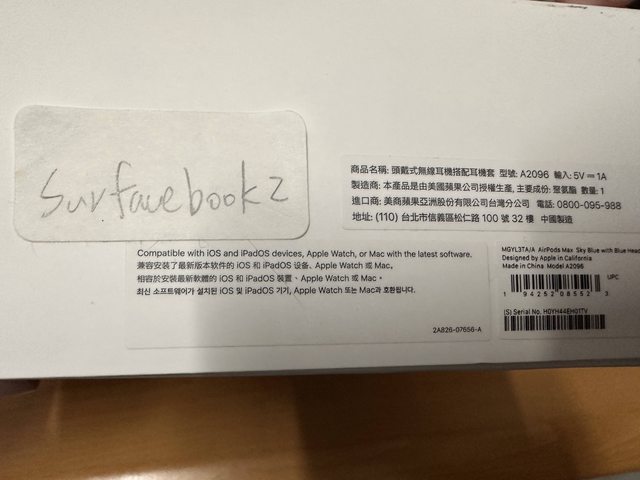 Surfacebook2
商品名稱: 頭戴式無線耳機搭配耳機套 型號: A2096 輸入: 5V⎓1A
製造商: 本產品是由美國蘋果公司授權生產, 主要成份: 聚氨酯 數量: 1
進口商: 美商蘋果亞洲股份有限公司台灣分公司 電話: 0800-095-988
地址: (110) 台北市信義區松仁路 100 號 32 樓 中國製造
Compatible with iOS and iPadOS devices, Apple Watch, or Mac with the latest software.
兼容安装了最新版本软件的 iOS 和 iPadOS 设备、Apple Watch 或 Mac。
相容於安裝最新軟體的 iOS 和 iPadOS 裝置、Apple Watch 或 Mac。
최신 소프트웨어가 설치된 iOS 및 iPadOS 기기, Apple Watch 또는 Mac과 호환됩니다.
2A826-07656-A
MGYL3TA/A AirPods Max Sky Blue with Blue Head
Designed by Apple in California
Made in China Model A2096
UPC
1 94252 08552 3
(S) Serial No. H0YH44EH01TV